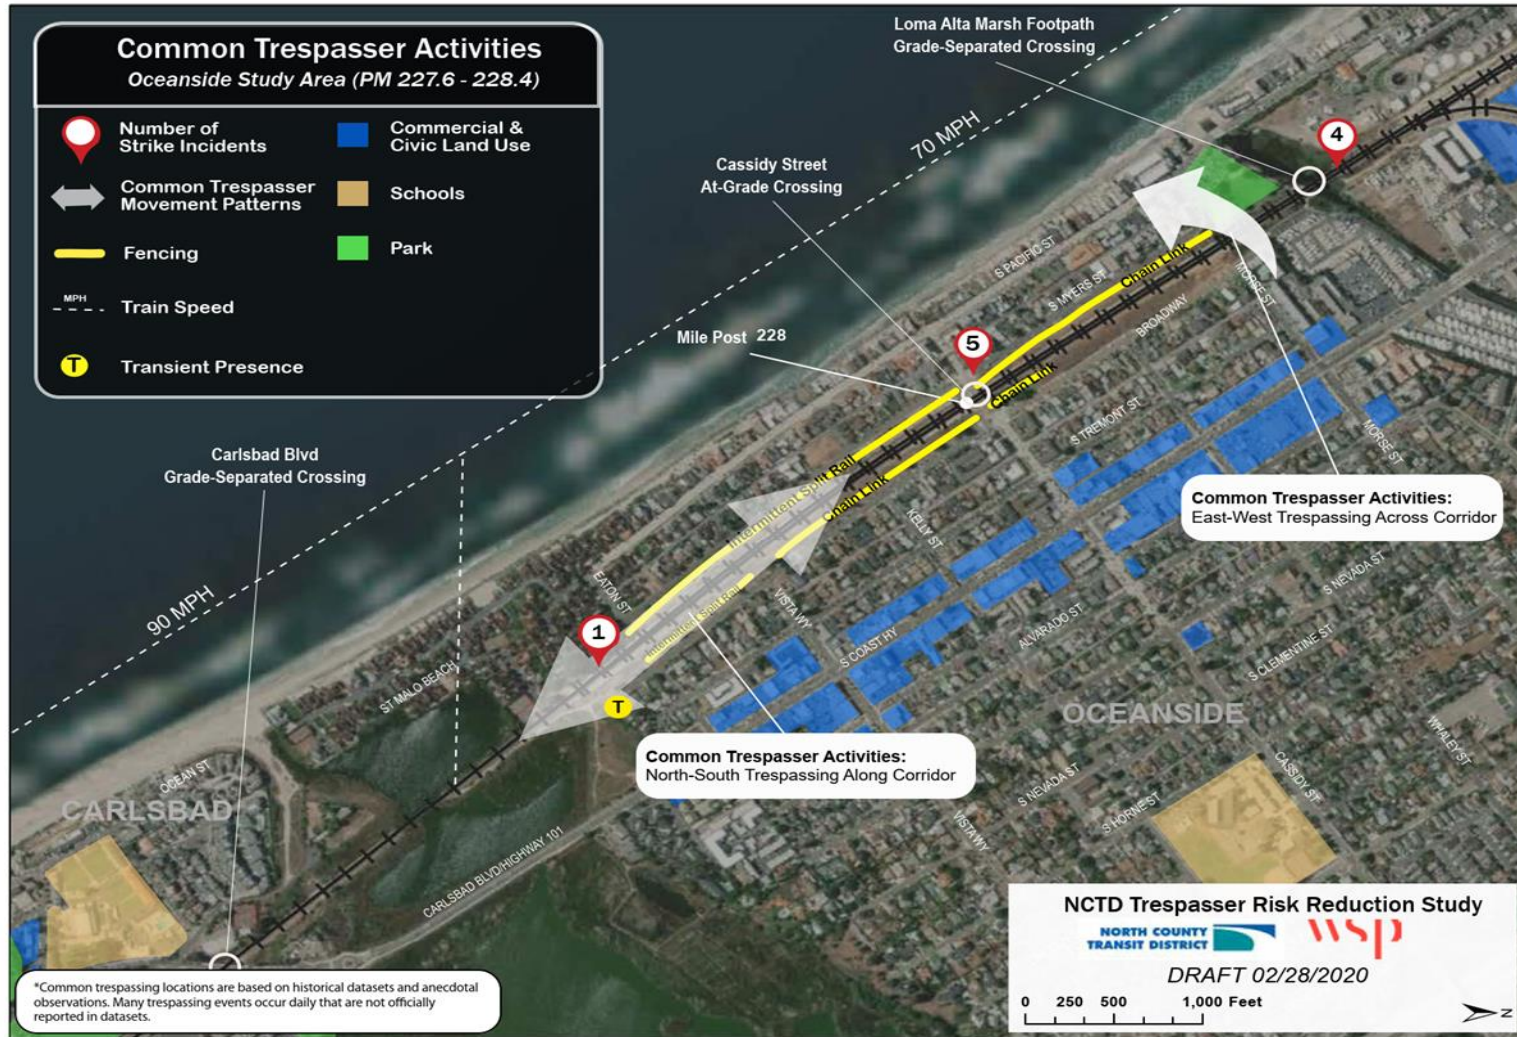 Common Trespasser Activities
Oceanside Study Area (PM 227.6 - 228.4)
Number of
Strike Incidents
Common Trespasser
Movement Patterns
Fencing
MPH
Train Speed
T
Transient Presence
Commercial &
Civic Land Use
Schools
Park
Loma Alta Marsh Footpath
Grade-Separated Crossing
4
70 MPH
Cassidy Street
At-Grade Crossing
S PACIFIC ST
S MYERS ST
Chain Link
MORSE ST
BROADWAY
Mile Post 228
5
Chain Link
S TREMONT ST
MORSE ST
Carlsbad Blvd
Grade-Separated Crossing
Intermittent Split Rail
Chain Link
KELLY ST
Common Trespasser Activities:
East-West Trespassing Across Corridor
90 MPH
EATON ST
Intermittent Split Rail
VISTA WY
S NEVADA ST
1
S COAST HY
ALVARADO ST
S CLEMENTINE ST
ST MALO BEACH
T
OCEANSIDE
WHALEY ST
Common Trespasser Activities:
North-South Trespassing Along Corridor
OCEAN ST
CARLSBAD
S NEVADA ST
CASSIDY ST
S HORNE ST
VISTA WY
CARLSBAD BLVD/HIGHWAY 101
NCTD Trespasser Risk Reduction Study
NORTH COUNTY
TRANSIT DISTRICT
wsp
DRAFT 02/28/2020
0 250 500 1,000 Feet
N
*Common trespassing locations are based on historical datasets and anecdotal
observations. Many trespassing events occur daily that are not officially
reported in datasets.